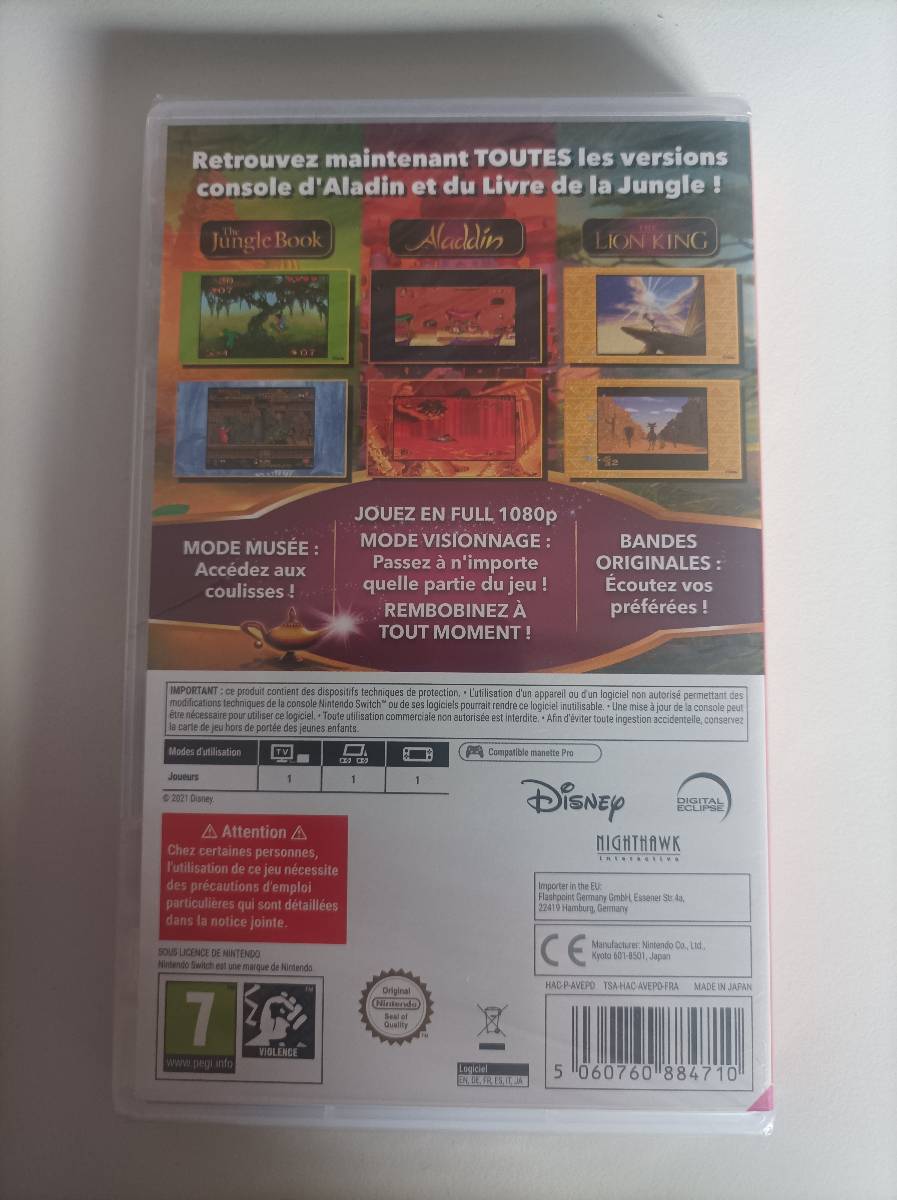 Retrouvez maintenant TOUTES les versions
console d'Aladin et du Livre de la Jungle !
The
Jungle Book
Aladdin
THE
LION KING
JOUEZ EN FULL 1080p
MODE MUSÉE :
Accédez aux
coulisses !
MODE VISIONNAGE :
Passez à n'importe
quelle partie du jeu !
REMBOBINEZ À
TOUT MOMENT !
BANDES
ORIGINALES :
Écoutez vos
préférées !
IMPORTANT : ce produit contient des dispositifs techniques de protection. • L'utilisation d'un appareil ou d'un logiciel non autorisé permettant des
modifications techniques de la console Nintendo Switch™ ou de ses logiciels pourrait rendre ce logiciel inutilisable. • Une mise à jour de la console peut
être nécessaire pour utiliser ce logiciel. • Toute utilisation commerciale non autorisée est interdite. • Afin d'éviter toute ingestion accidentelle, conservez
la carte de jeu hors de portée des jeunes enfants.
Modes d'utilisation
TV
Compatible manette Pro
Joueurs 1 1 1
© 2021 Disney.
Disney
DIGITAL
ECLIPSE
NIGHTHAWK
Interactive
Attention
Chez certaines personnes,
l'utilisation de ce jeu nécessite
des précautions d'emploi
particulières qui sont détaillées
dans la notice jointe.
Importer in the EU:
Flashpoint Germany GmbH, Essener Str. 4a,
22419 Hamburg, Germany
CE
Manufacturer: Nintendo Co., Ltd.,
Kyoto 601-8501, Japan
SOUS LICENCE DE NINTENDO
Nintendo Switch est une marque de Nintendo.
HAC-P-AVEPD TSA-HAC-AVEPD-FRA MADE IN JAPAN
7
www.pegi.info
VIOLENCE
Original
Nintendo
Seal of
Quality
TM
Logiciel
EN, DE, FR, ES, IT, JA
5 060760 884710